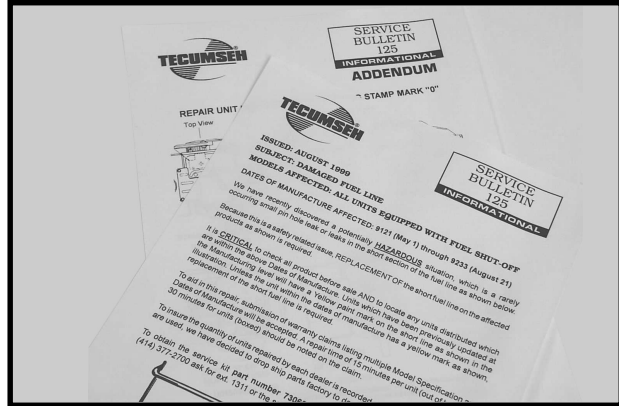 TECUMSEH
SERVICE
BULLETIN
125
INFORMATIONAL
ADDENDUM
STAMP MARK "0"
REPAIR UNIT
Top View
TECUMSEH
SERVICE
BULLETIN
125
INFORMATIONAL
ISSUED: AUGUST 1999
SUBJECT: DAMAGED FUEL LINE
MODELS AFFECTED: ALL UNITS EQUIPPED WITH FUEL SHUT-OFF
DATES OF MANUFACTURE AFFECTED: 9121 (May 1) through 9233 (August 21)
We have recently discovered a potentially HAZARDOUS situation, which is a rarely
occurring small pin hole leak or leaks in the short section of the fuel line as shown below.
Because this is a safety related issue, REPLACEMENT of the short fuel line on the affected
products as shown is required.
It is CRITICAL to check all product before sale AND to locate any units distributed which
are within the above Dates of Manufacture. Units which have been previously updated at
the Manufacturing level will have a Yellow paint mark on the short line as shown in the
illustration. Unless the unit within the dates of manufacture has a yellow mark as shown,
replacement of the short fuel line is required.
To aid in this repair, submission of warranty claims listing multiple Model Specification
Dates of Manufacture will be accepted. A repair time of 15 minutes per unit (out of
30 minutes for units (boxed) should be noted on the claim.
To insure the quantity of units repaired by each dealer is recorded
are used, we have decided to drop ship parts factory to
To obtain the service kit part number 7306
(414) 377-2700 ask for ext. 1311 or the